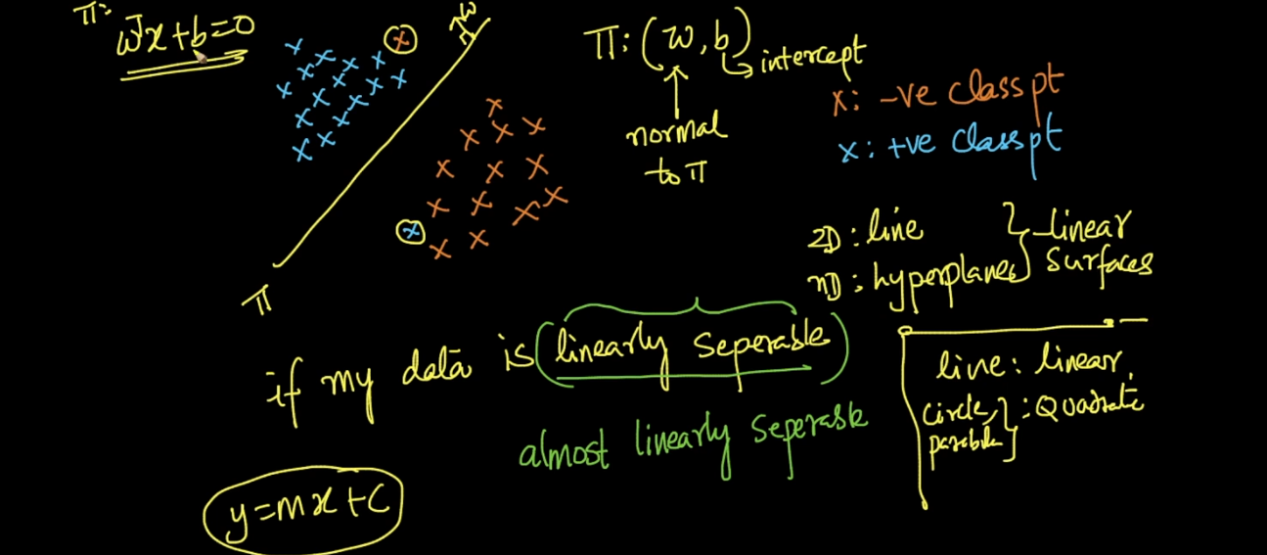 π:
wᵀx+b=0
w
π:(w,b)
intercept
normal
to π
x: -ve class pt
x: +ve class pt
2D: line
nD: hyperplanes
linear
surfaces
π
if my data is (linearly seperable)
almost linearly seperable
line: linear,
circle,
parabola
: Quadratic
y=mx+c